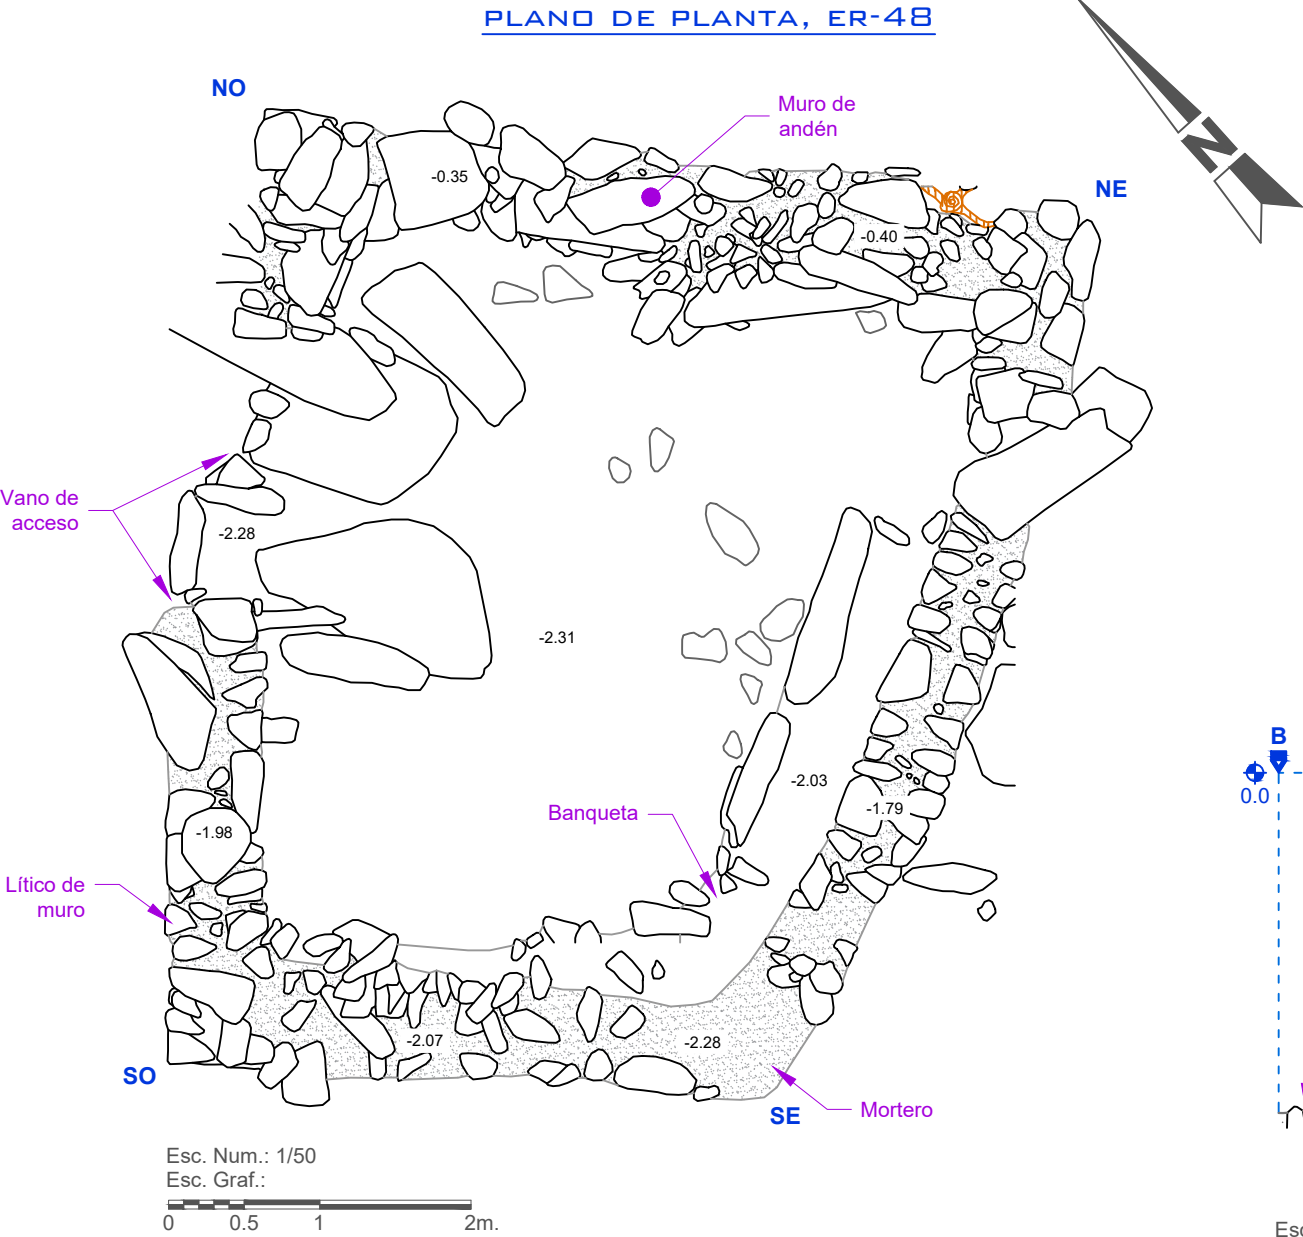 PLANO DE PLANTA, ER-48
NO
Muro de
andén
NE
N
-0.35
-0.40
Vano de
acceso
-2.28
-2.31
B
0.0
-2.03
-1.79
Banqueta
-1.98
Lítico de
muro
-2.07
-2.28
SO
SE
Mortero
Esc. Num.: 1/50
Esc. Graf.:
0 0.5 1 2m.
Esc